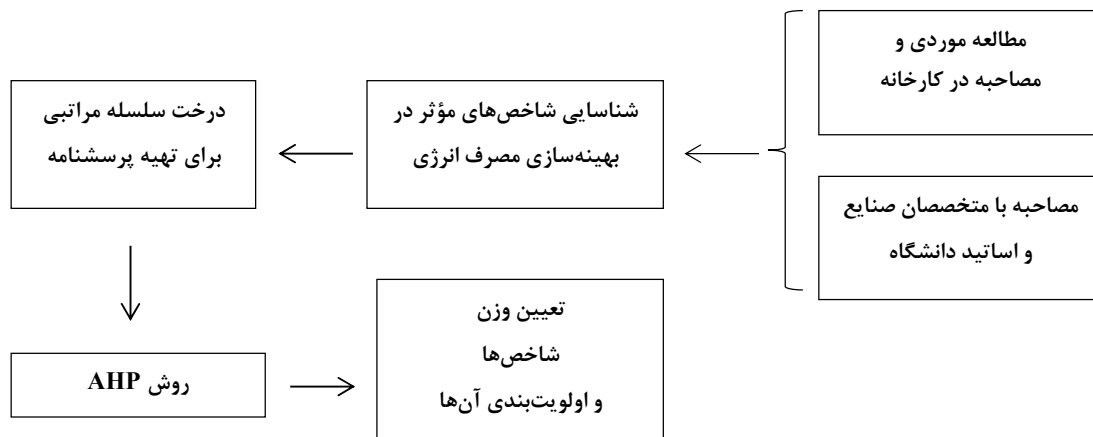 مطالعه موردی و
مصاحبه در کارخانه
مصاحبه با متخصصان صنایع
و اساتید دانشگاه
شناسایی شاخص‌های مؤثر در
بهینه‌سازی مصرف انرژی
درخت سلسله مراتبی
برای تهیه پرسشنامه
روش AHP
تعیین وزن
شاخص‌ها
و اولویت‌بندی آن‌ها